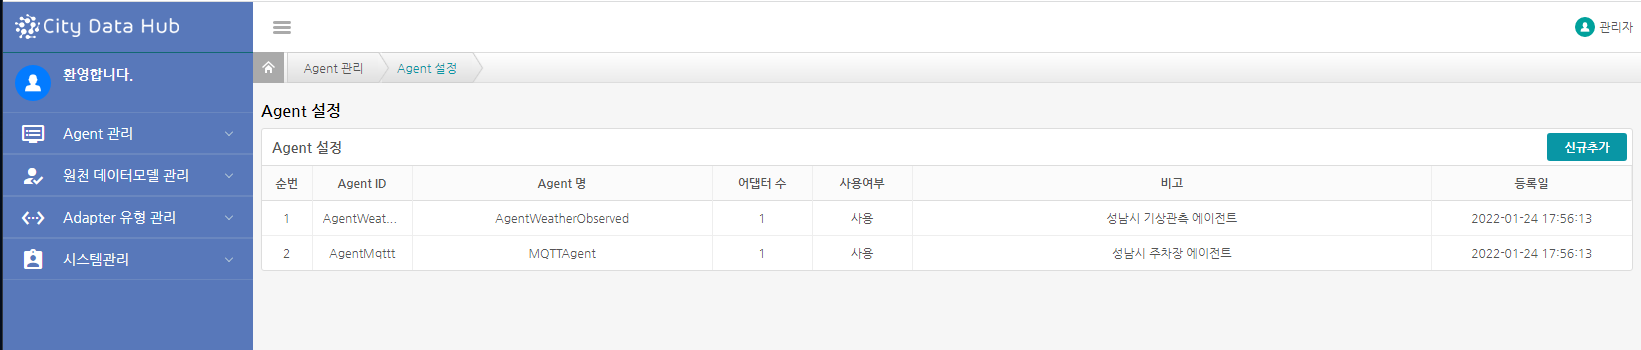 City Data Hub
관리자
환영합니다.
Agent 관리
Agent 설정
Agent 관리
원천 데이터모델 관리
Adapter 유형 관리
시스템관리
Agent 설정
Agent 설정
신규추가
순번 Agent ID Agent 명 어댑터 수 사용여부 비고 등록일
1 AgentWeat... AgentWeatherObserved 1 사용 성남시 기상관측 에이전트 2022-01-24 17:56:13
2 AgentMqttt MQTTAgent 1 사용 성남시 주차장 에이전트 2022-01-24 17:56:13